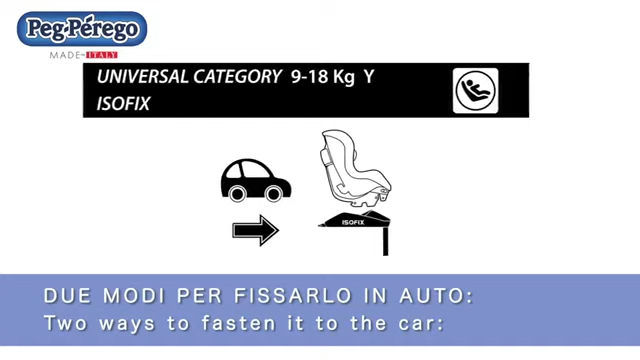 Peg-Pérego
MADE IN ITALY
UNIVERSAL CATEGORY 9-18 Kg Y
ISOFIX
ISOFIX
DUE MODI PER FISSARLO IN AUTO:
Two ways to fasten it to the car: